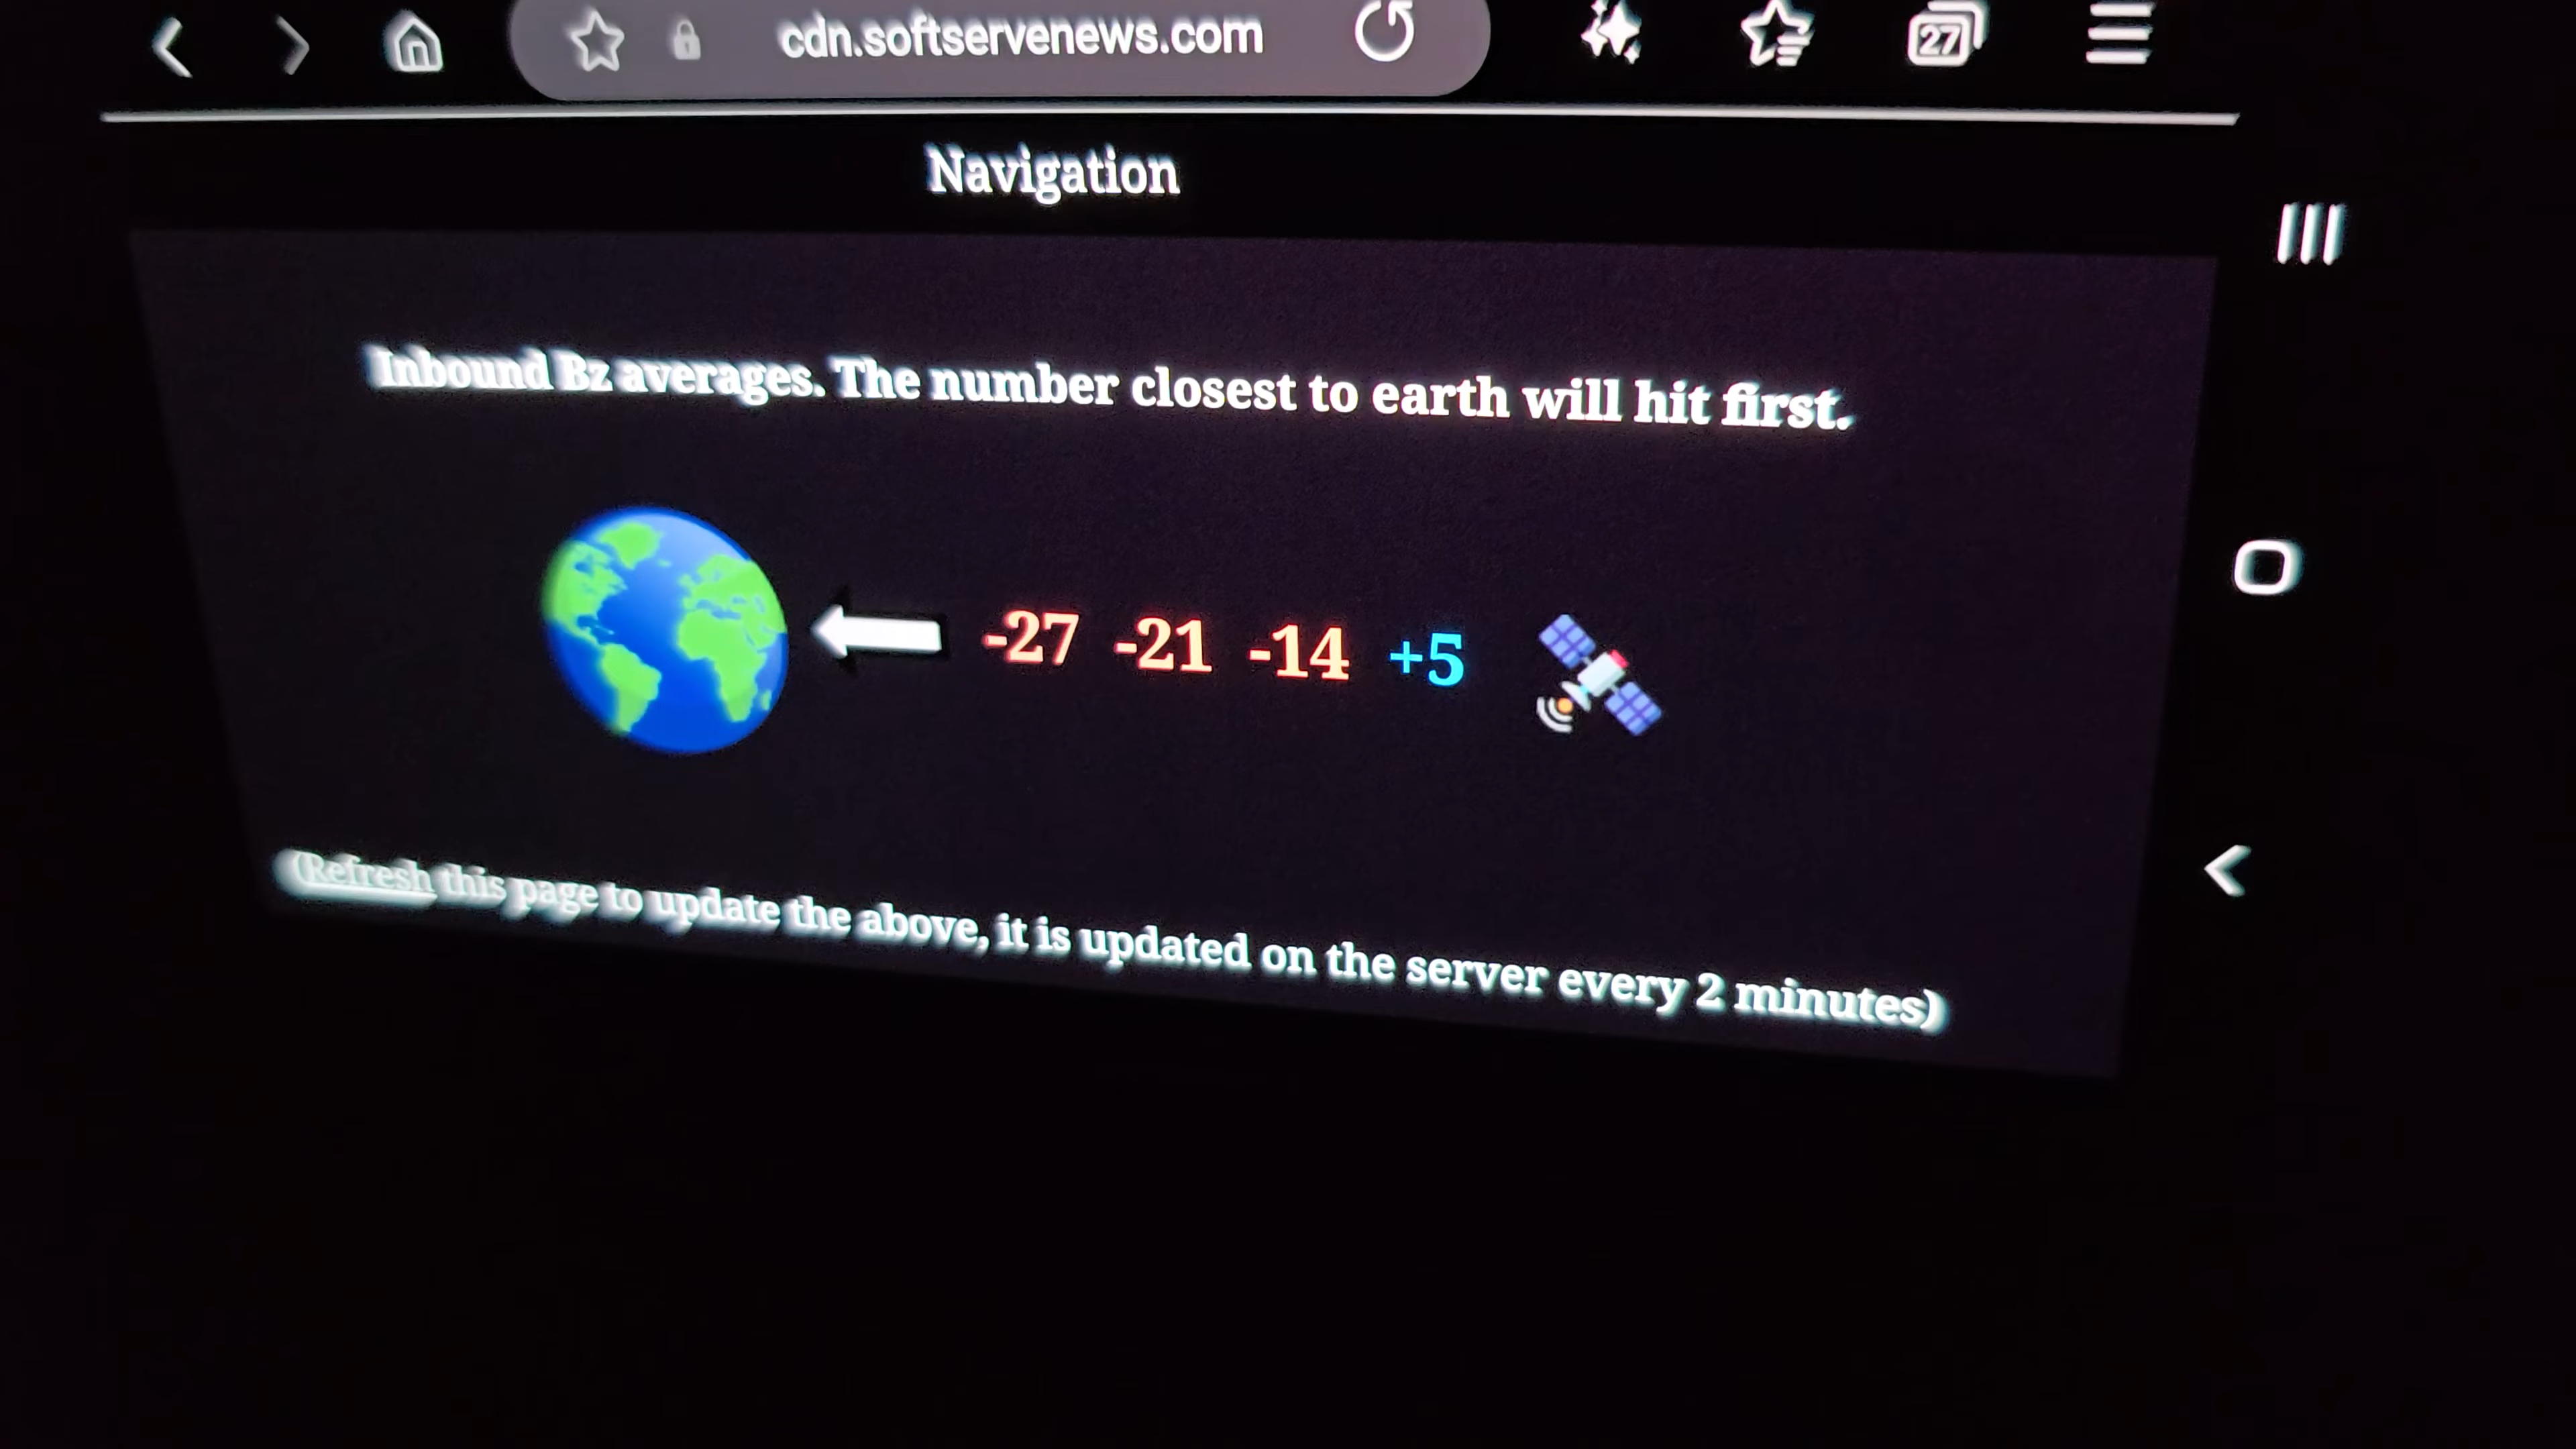 cdn.softservenews.com
27
Navigation
Inbound Bz averages. The number closest to earth will hit first.
-27 -21 -14 +5
(Refresh this page to update the above, it is updated on the server every 2 minutes)